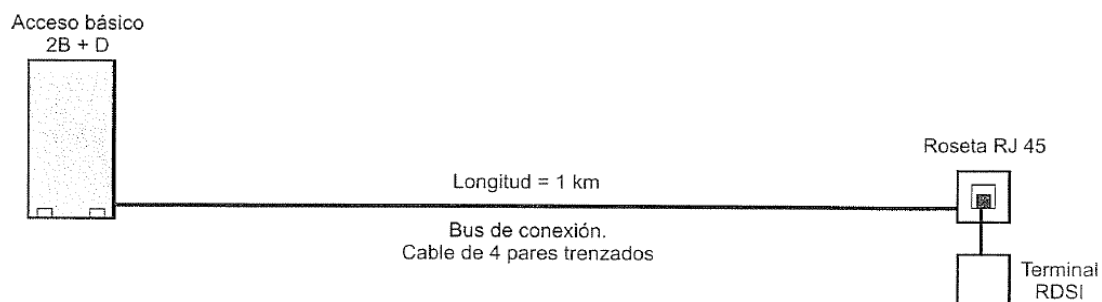 Acceso básico
2B + D
Roseta RJ 45
Longitud = 1 km
Bus de conexión.
Cable de 4 pares trenzados
Terminal
RDSI